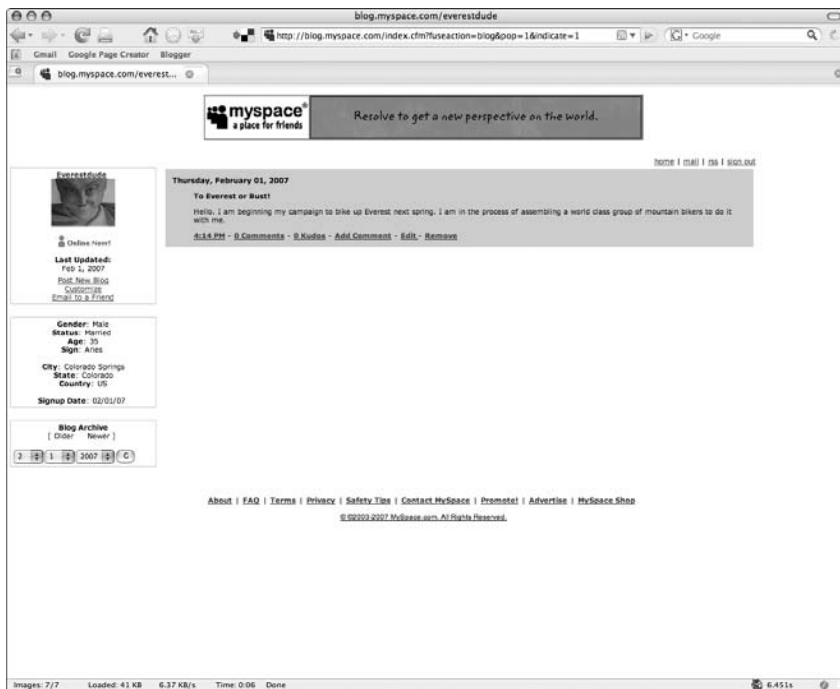 blog.myspace.com/everestdude
http://blog.myspace.com/index.cfm?fuseaction=blog&pop=1&indicate=1
Google
Gmail Google Page Creator Blogger
blog.myspace.com/everest...
myspace®
a place for friends
Resolve to get a new perspective on the world.
home | mail | rss | sign out
Everestdude
Online Now!
Last Updated:
Feb 1, 2007
Post New Blog
Customize
Email to a Friend
Gender: Male
Status: Married
Age: 35
Sign: Aries
City: Colorado Springs
State: Colorado
Country: US
Signup Date: 02/01/07
Blog Archive
[ Older Newer ]
2 1 2007 G
Thursday, February 01, 2007
To Everest or Bust!
Hello. I am beginning my campaign to bike up Everest next spring. I am in the process of assembling a world class group of mountain bikers to do it
with me.
4:14 PM - 0 Comments - 0 Kudos - Add Comment - Edit - Remove
About | FAQ | Terms | Privacy | Safety Tips | Contact MySpace | Promote! | Advertise | MySpace Shop
© ©2003-2007 MySpace.com. All Rights Reserved.
Images: 7/7 Loaded: 41 KB 6.37 KB/s Time: 0:06 Done 6.451s